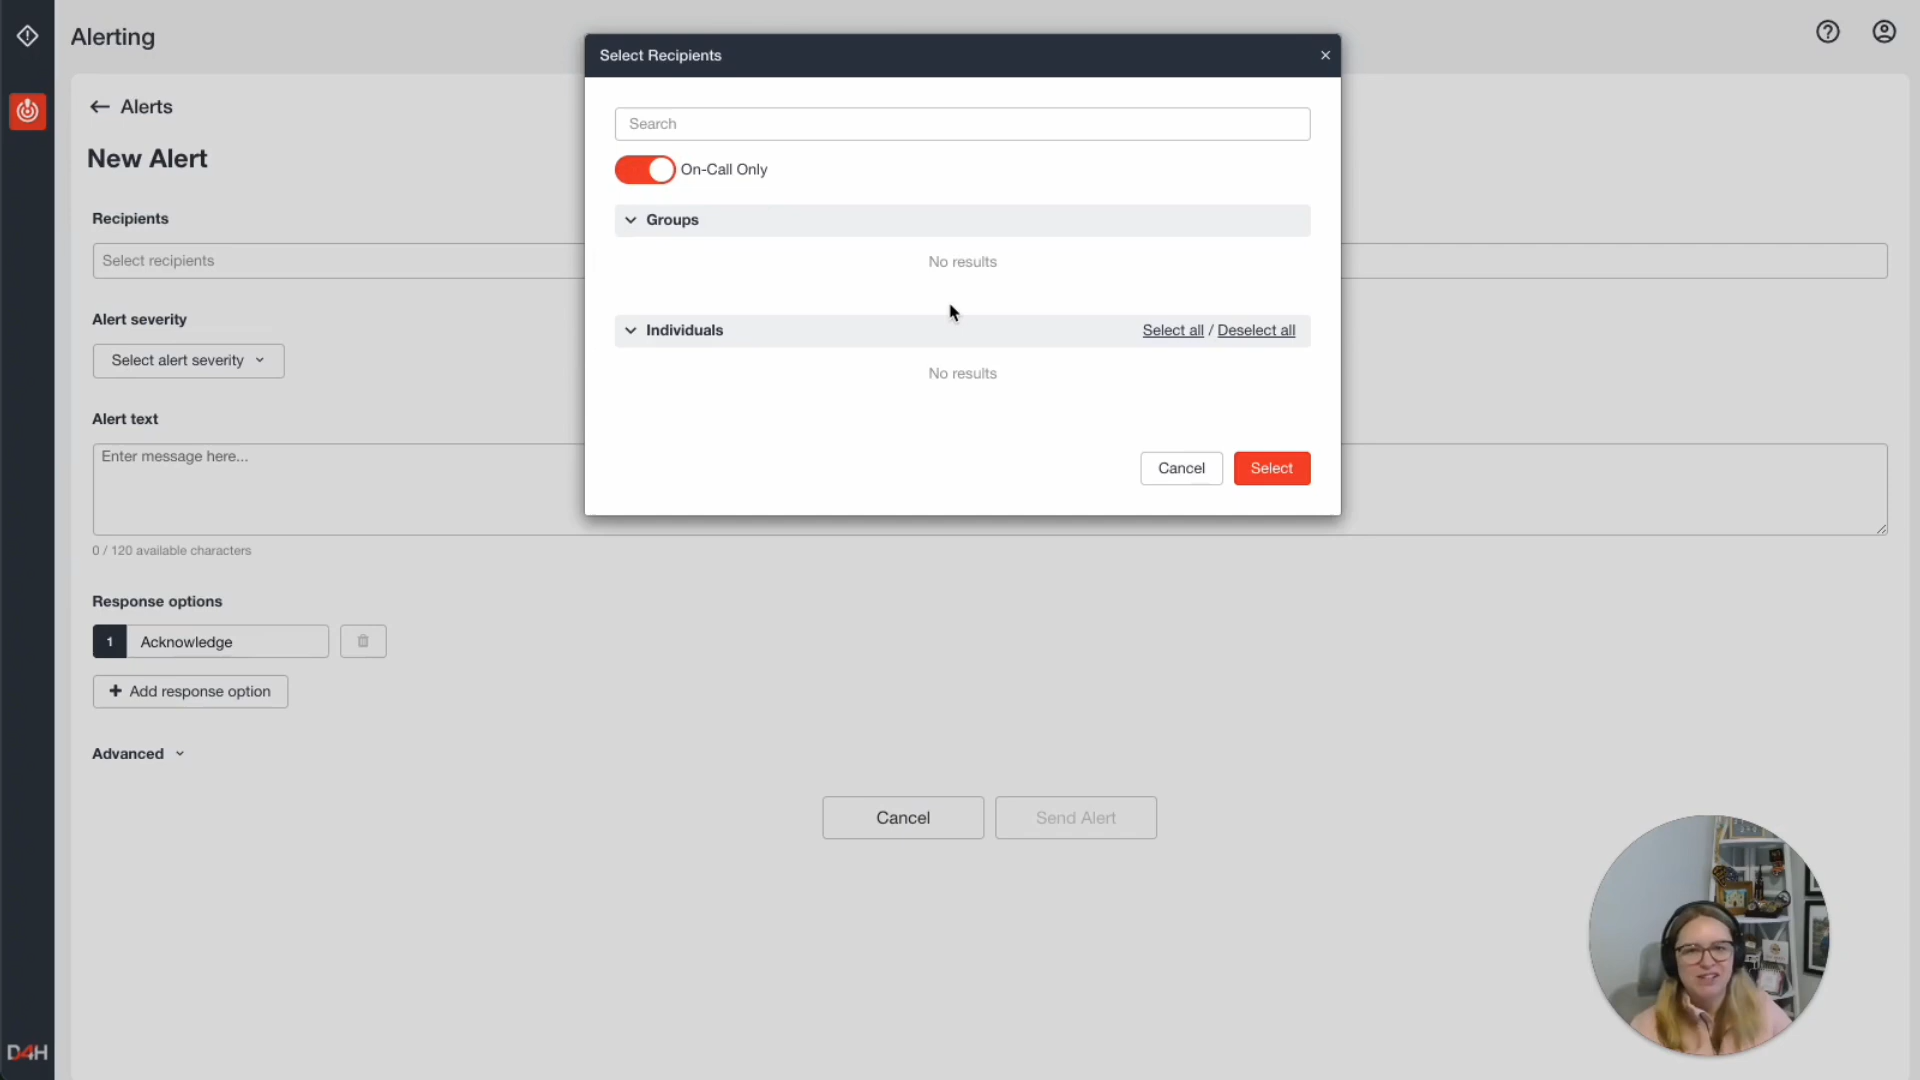 Alerting
Alerts
New Alert
Recipients
Select recipients
Alert severity
Select alert severity
Alert text
Enter message here...
0 / 120 available characters
Response options
1 Acknowledge
Add response option
Advanced
Cancel
Send Alert
Select Recipients
Search
On-Call Only
Groups
No results
Individuals
Select all / Deselect all
No results
Cancel
Select
D4H